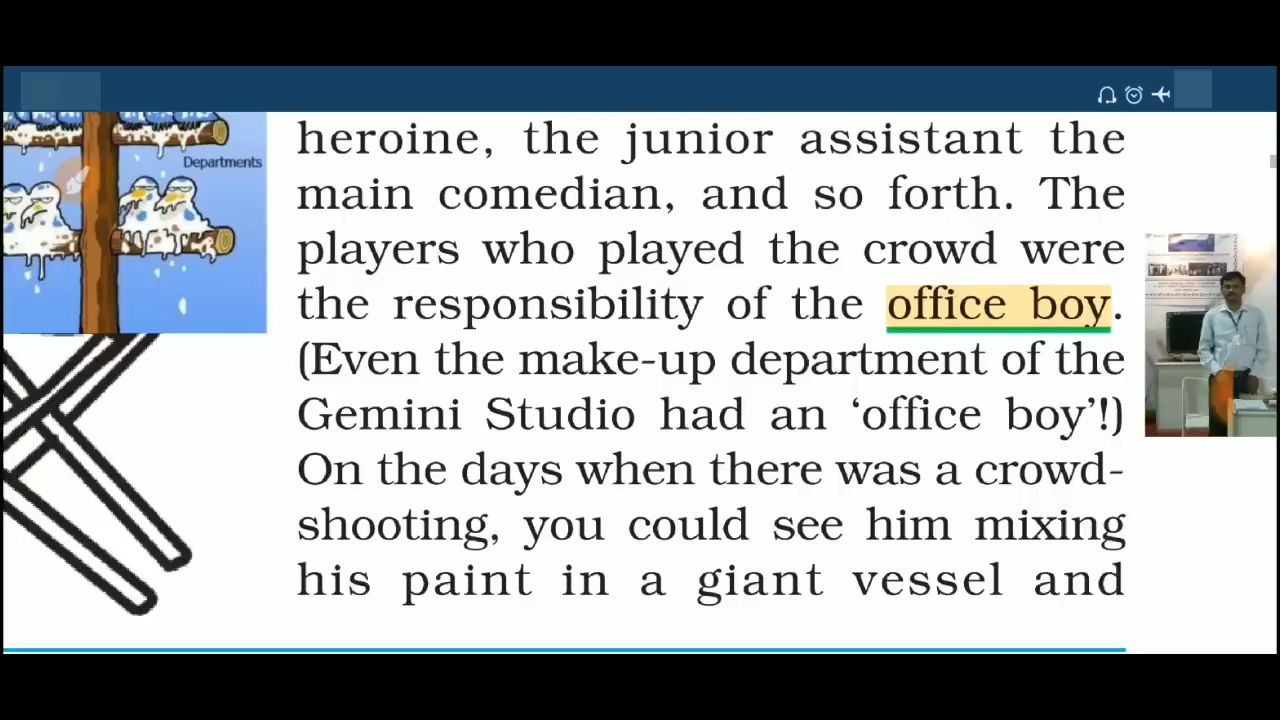 Departments
heroine, the junior assistant the
main comedian, and so forth. The
players who played the crowd were
the responsibility of the office boy.
(Even the make-up department of the
Gemini Studio had an ‘office boy’!)
On the days when there was a crowd-
shooting, you could see him mixing
his paint in a giant vessel and